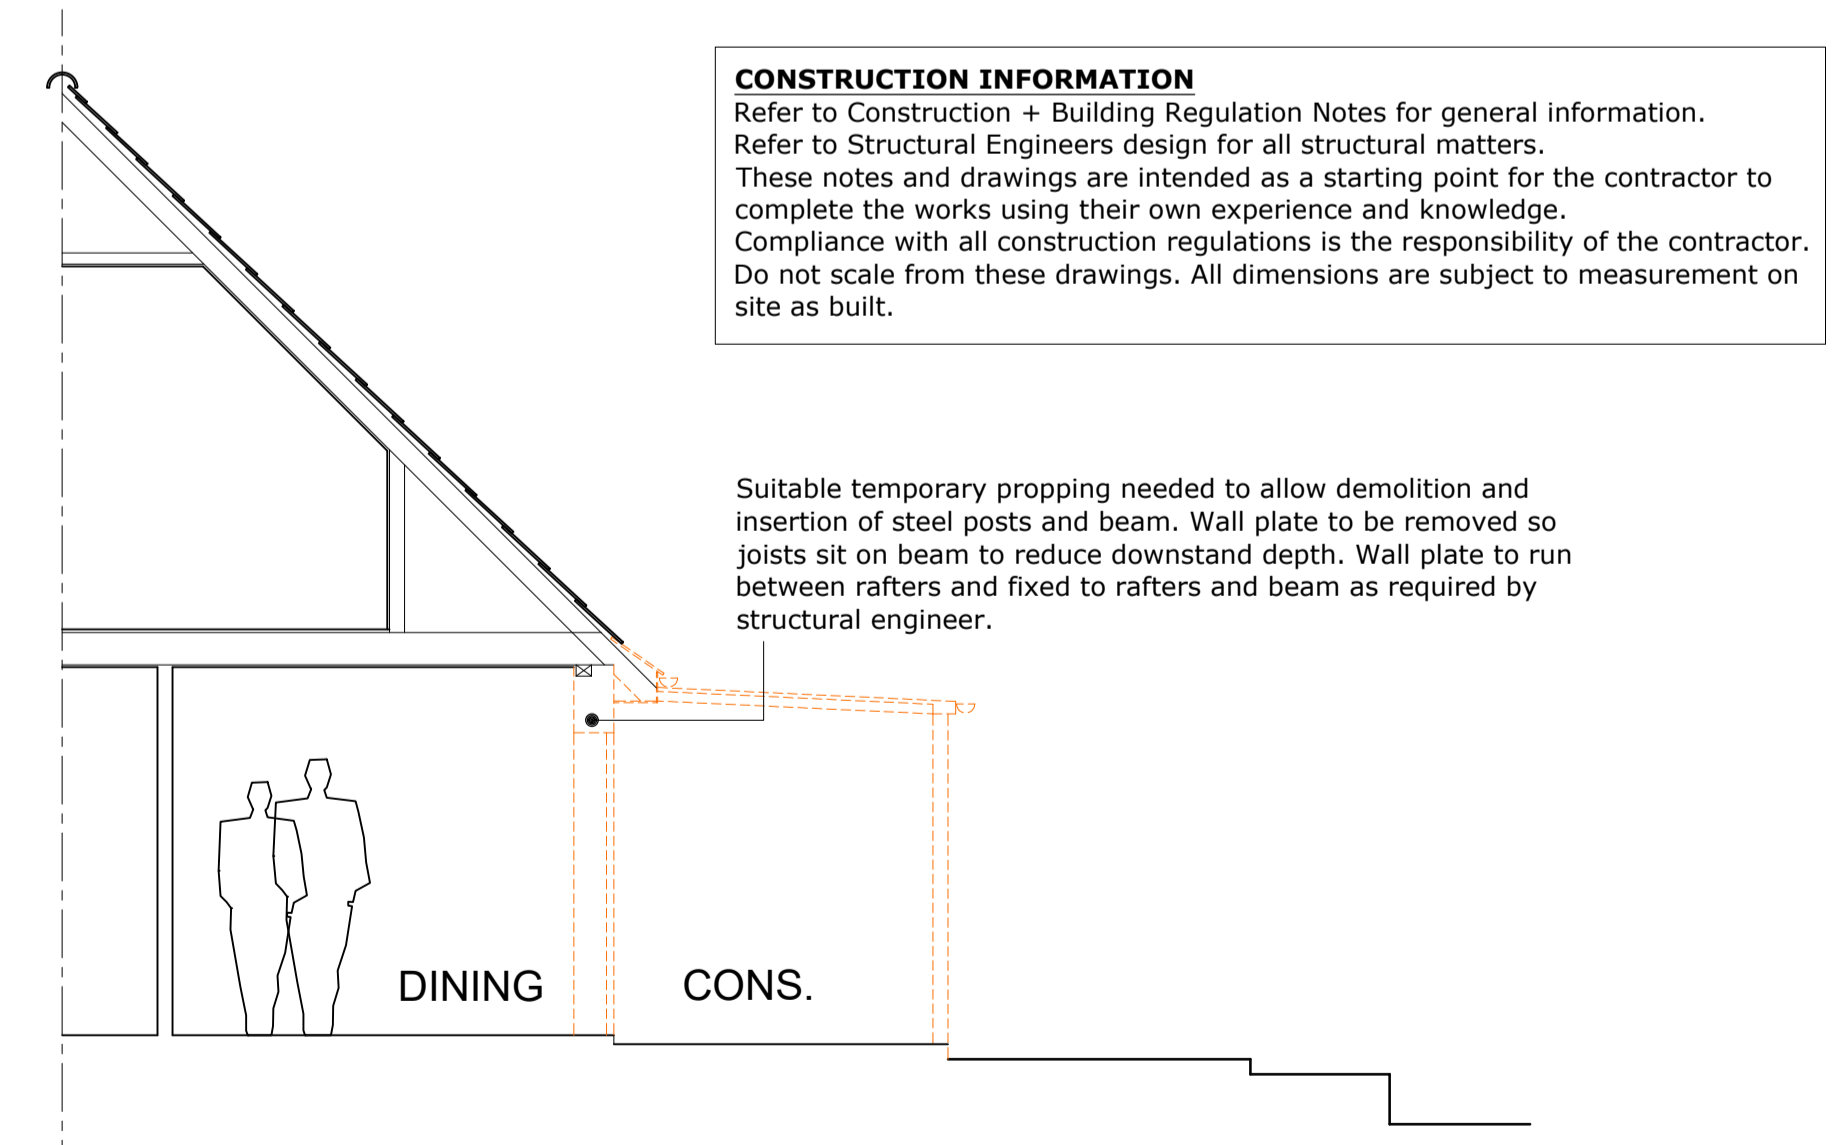 CONSTRUCTION INFORMATION
Refer to Construction + Building Regulation Notes for general information.
Refer to Structural Engineers design for all structural matters.
These notes and drawings are intended as a starting point for the contractor to
complete the works using their own experience and knowledge.
Compliance with all construction regulations is the responsibility of the contractor.
Do not scale from these drawings. All dimensions are subject to measurement on
site as built.
Suitable temporary propping needed to allow demolition and
insertion of steel posts and beam. Wall plate to be removed so
joists sit on beam to reduce downstand depth. Wall plate to run
between rafters and fixed to rafters and beam as required by
structural engineer.
DINING
CONS.